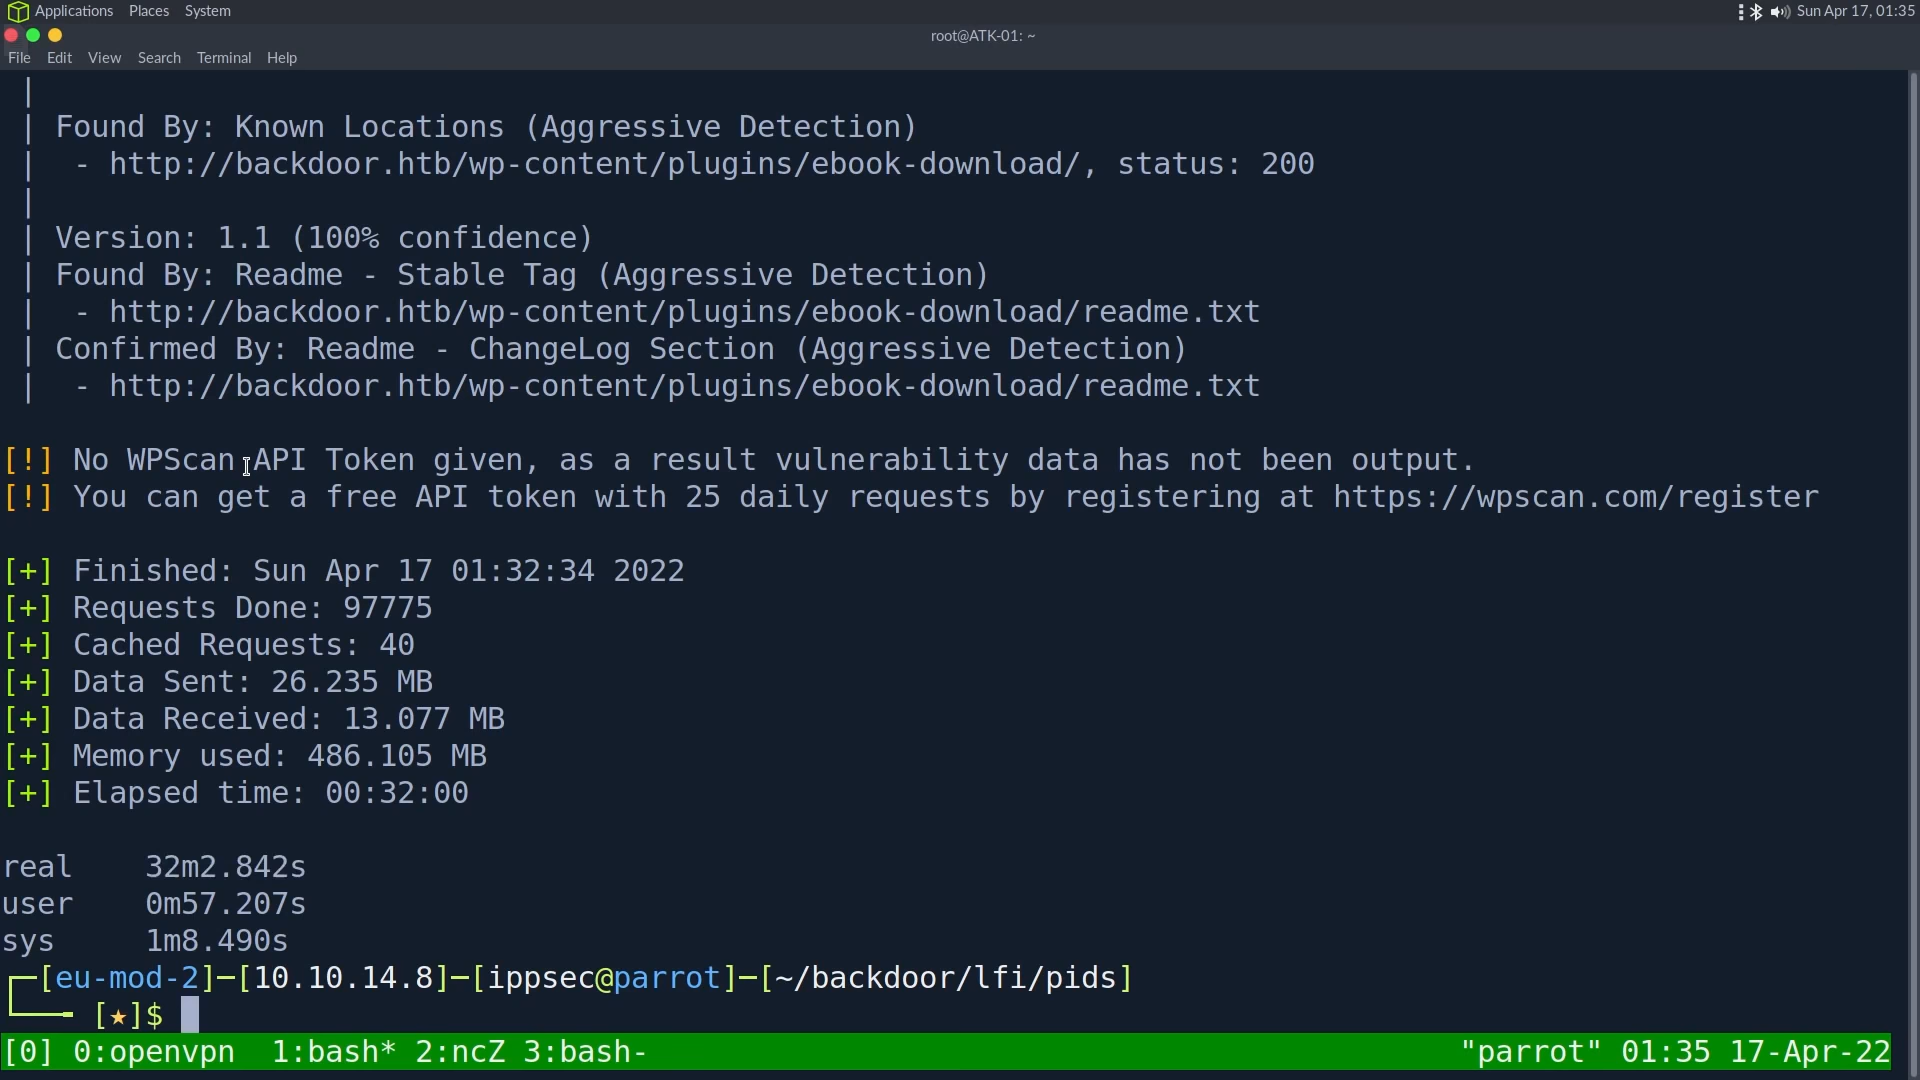 Applications Places System Sun Apr 17, 01:35
root@ATK-01: ~
File Edit View Search Terminal Help
|
| Found By: Known Locations (Aggressive Detection)
|  - http://backdoor.htb/wp-content/plugins/ebook-download/, status: 200
|
| Version: 1.1 (100% confidence)
| Found By: Readme - Stable Tag (Aggressive Detection)
|  - http://backdoor.htb/wp-content/plugins/ebook-download/readme.txt
| Confirmed By: Readme - ChangeLog Section (Aggressive Detection)
|  - http://backdoor.htb/wp-content/plugins/ebook-download/readme.txt
[!] No WPScan API Token given, as a result vulnerability data has not been output.
[!] You can get a free API token with 25 daily requests by registering at https://wpscan.com/register
[+] Finished: Sun Apr 17 01:32:34 2022
[+] Requests Done: 97775
[+] Cached Requests: 40
[+] Data Sent: 26.235 MB
[+] Data Received: 13.077 MB
[+] Memory used: 486.105 MB
[+] Elapsed time: 00:32:00
real    32m2.842s
user    0m57.207s
sys     1m8.490s
┌─[eu-mod-2]─[10.10.14.8]─[ippsec@parrot]─[~/backdoor/lfi/pids]
└──╼ [★]$
[0] 0:openvpn  1:bash* 2:ncZ 3:bash- "parrot" 01:35 17-Apr-22